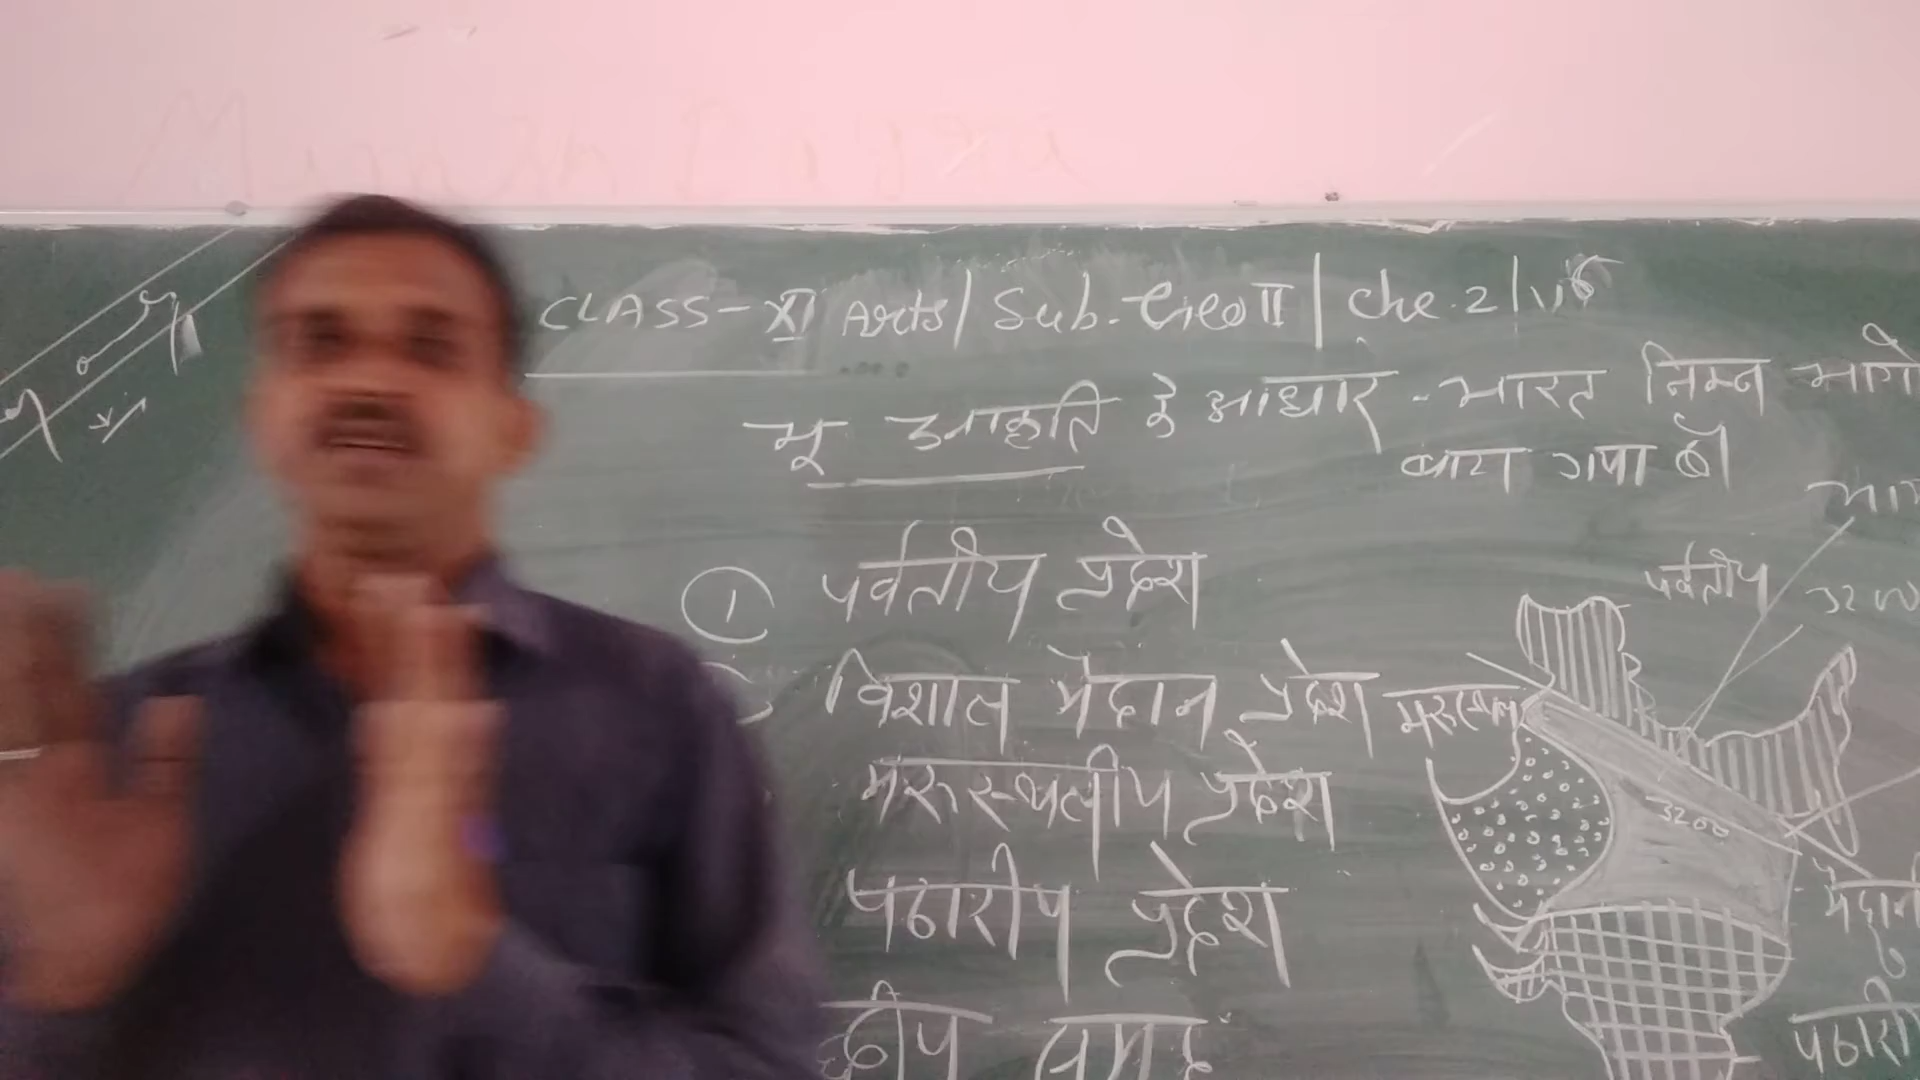 CLASS-XI Arts | Sub. Geo II | Che. 2 |
भू आकृति के आधार - भारत निम्न भागो
बाटा गया है
1 पर्वतीय प्रदेश
विशाल मैदान प्रदेश
मरुस्थलीय प्रदेश
पठारीय प्रदेश
द्वीप समूह
पर्वतीय
मरुस्थल
3200
मैदान
पठारी